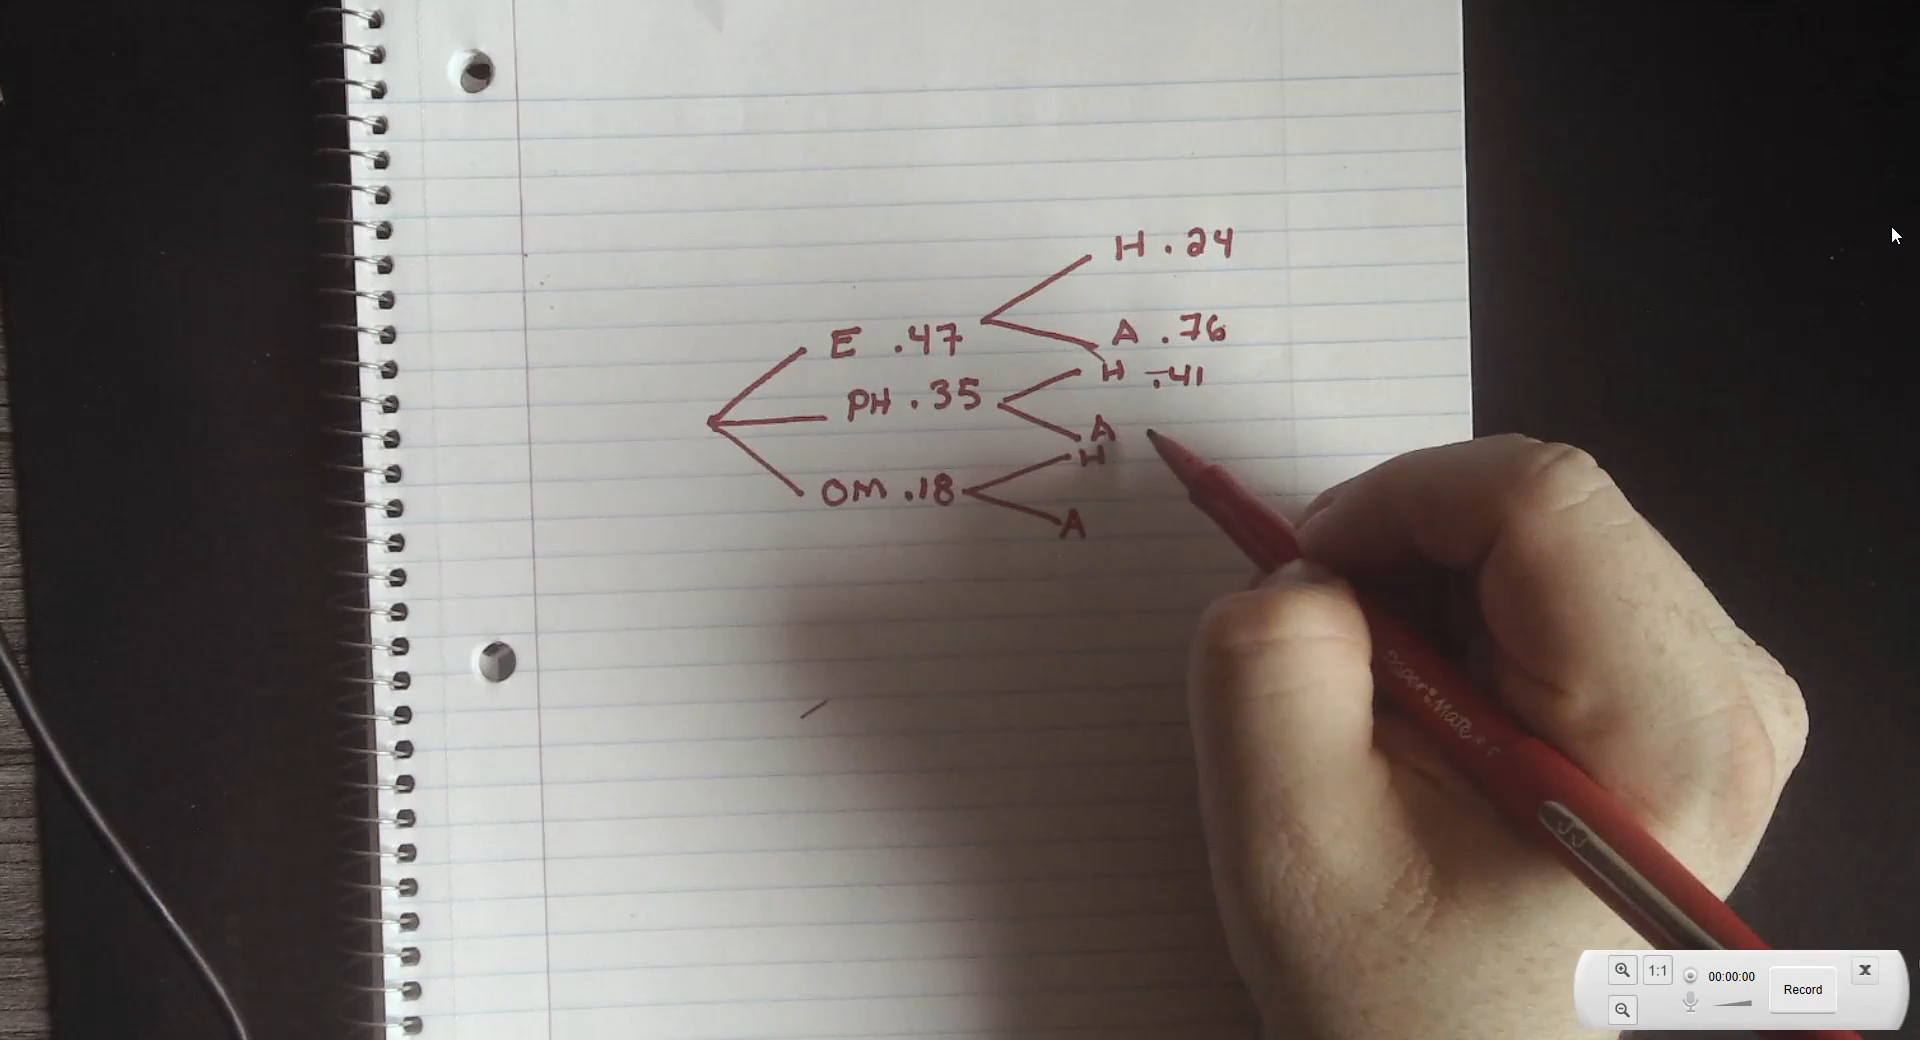 H .24
E .47
A .76
H .41
PH .35
A
H
OM .18
A
Paper:Mate
1:1
00:00:00
Record
X